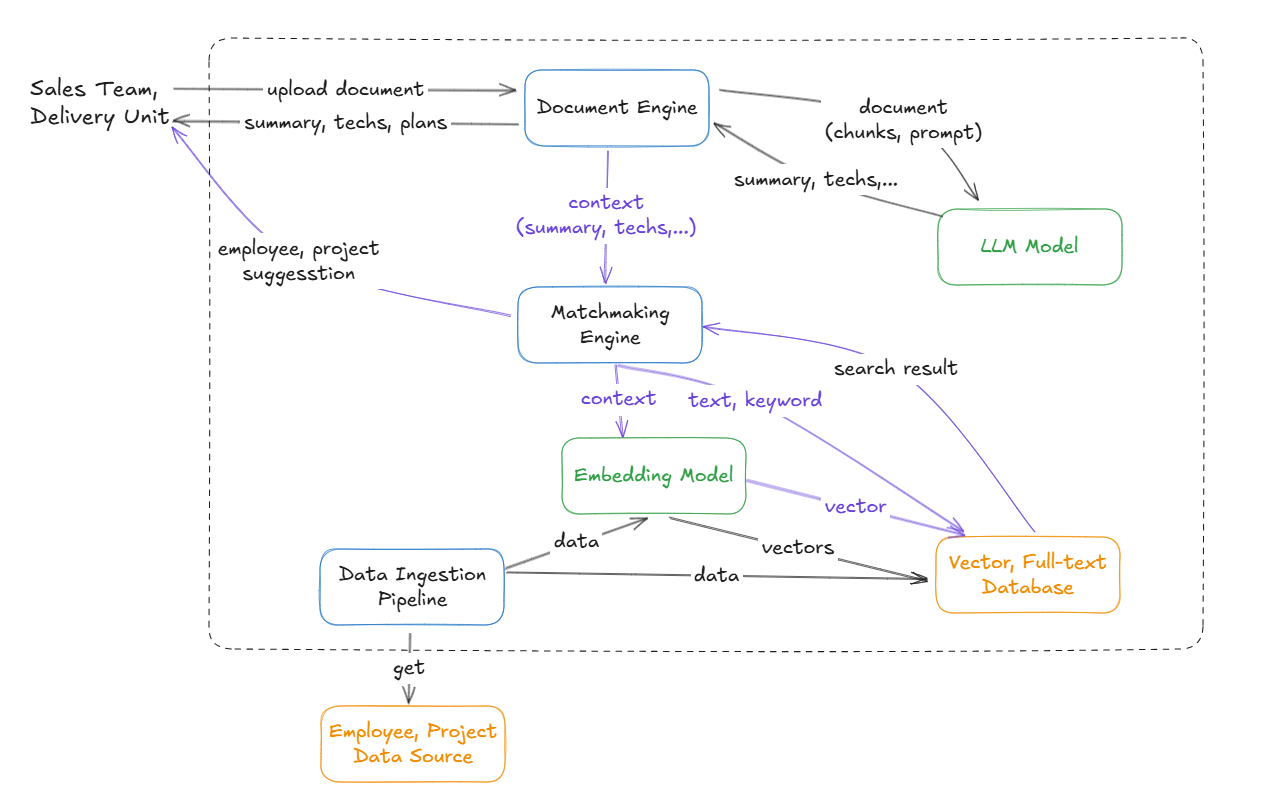 Sales Team,
Delivery Unit
upload document
summary, techs, plans
Document Engine
document
(chunks, prompt)
summary, techs,...
LLM Model
context
(summary, techs,...)
employee, project
suggesstion
Matchmaking
Engine
search result
context
text, keyword
Embedding Model
vector
data
vectors
data
Data Ingestion
Pipeline
Vector, Full-text
Database
get
Employee, Project
Data Source